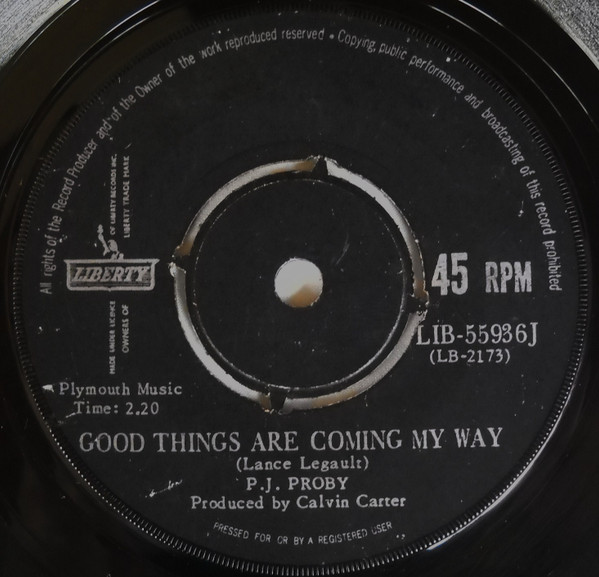 All rights of the Record Producer and of the Owner of the work reproduced reserved • Copying, public performance and broadcasting of this record prohibited
MADE UNDER LICENCE OF LIBERTY RECORDS INC.
OWNERS OF LIBERTY TRADE MARK
LIBERTY
45 RPM
LIB-55936J
(LB-2173)
Plymouth Music
Time: 2.20
GOOD THINGS ARE COMING MY WAY
(Lance Legault)
P.J. PROBY
Produced by Calvin Carter
PRESSED FOR CR BY A REGISTERED USER